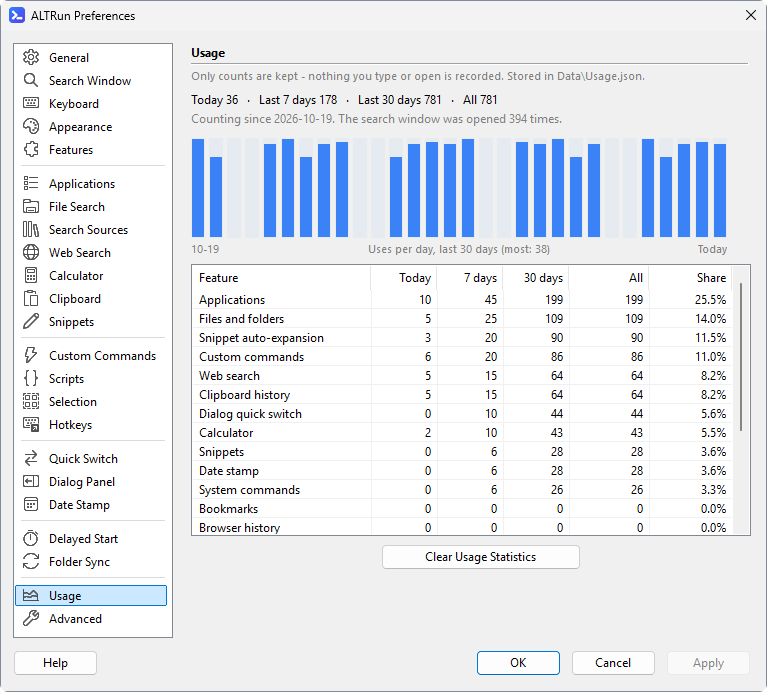 ALTRun Preferences
General
Search Window
Keyboard
Appearance
Features
Applications
File Search
Search Sources
Web Search
Calculator
Clipboard
Snippets
Custom Commands
Scripts
Selection
Hotkeys
Quick Switch
Dialog Panel
Date Stamp
Delayed Start
Folder Sync
Usage
Advanced
Usage
Only counts are kept - nothing you type or open is recorded. Stored in Data\Usage.json.
Today 36 · Last 7 days 178 · Last 30 days 781 · All 781
Counting since 2026-10-19. The search window was opened 394 times.
10-19 Uses per day, last 30 days (most: 38) Today
Feature Today 7 days 30 days All Share
Applications 10 45 199 199 25.5%
Files and folders 5 25 109 109 14.0%
Snippet auto-expansion 3 20 90 90 11.5%
Custom commands 6 20 86 86 11.0%
Web search 5 15 64 64 8.2%
Clipboard history 5 15 64 64 8.2%
Dialog quick switch 0 10 44 44 5.6%
Calculator 2 10 43 43 5.5%
Snippets 0 6 28 28 3.6%
Date stamp 0 6 28 28 3.6%
System commands 0 6 26 26 3.3%
Bookmarks 0 0 0 0 0.0%
Browser history 0 0 0 0 0.0%
Clear Usage Statistics
Help OK Cancel Apply